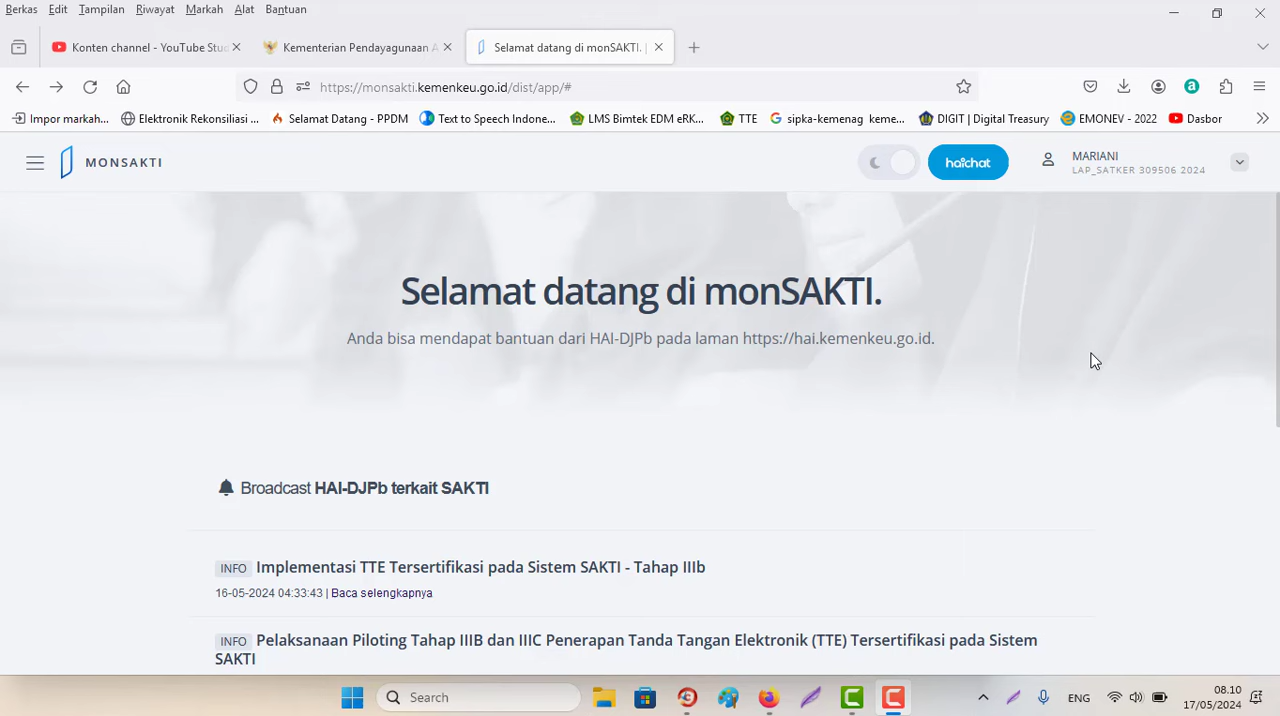 Berkas Edit Tampilan Riwayat Markah Alat Bantuan
Konten channel - YouTube Stu
Kementerian Pendayagunaan A
Selamat datang di monSAKTI. |
https://monsakti.kemenkeu.go.id/dist/app/#
Impor markah... Elektronik Rekonsiliasi ... Selamat Datang - PPDM Text to Speech Indone... LMS Bimtek EDM eRK... TTE sipka-kemenag keme... DIGIT | Digital Treasury EMONEV - 2022 Dasbor
MONSAKTI
haichat
MARIANI
LAP_SATKER 309506 2024
Selamat datang di monSAKTI.
Anda bisa mendapat bantuan dari HAI-DJPb pada laman https://hai.kemenkeu.go.id.
Broadcast HAI-DJPb terkait SAKTI
INFO Implementasi TTE Tersertifikasi pada Sistem SAKTI - Tahap IIIb
16-05-2024 04:33:43 | Baca selengkapnya
INFO Pelaksanaan Piloting Tahap IIIB dan IIIC Penerapan Tanda Tangan Elektronik (TTE) Tersertifikasi pada Sistem
SAKTI
Search
ENG
08.10
17/05/2024